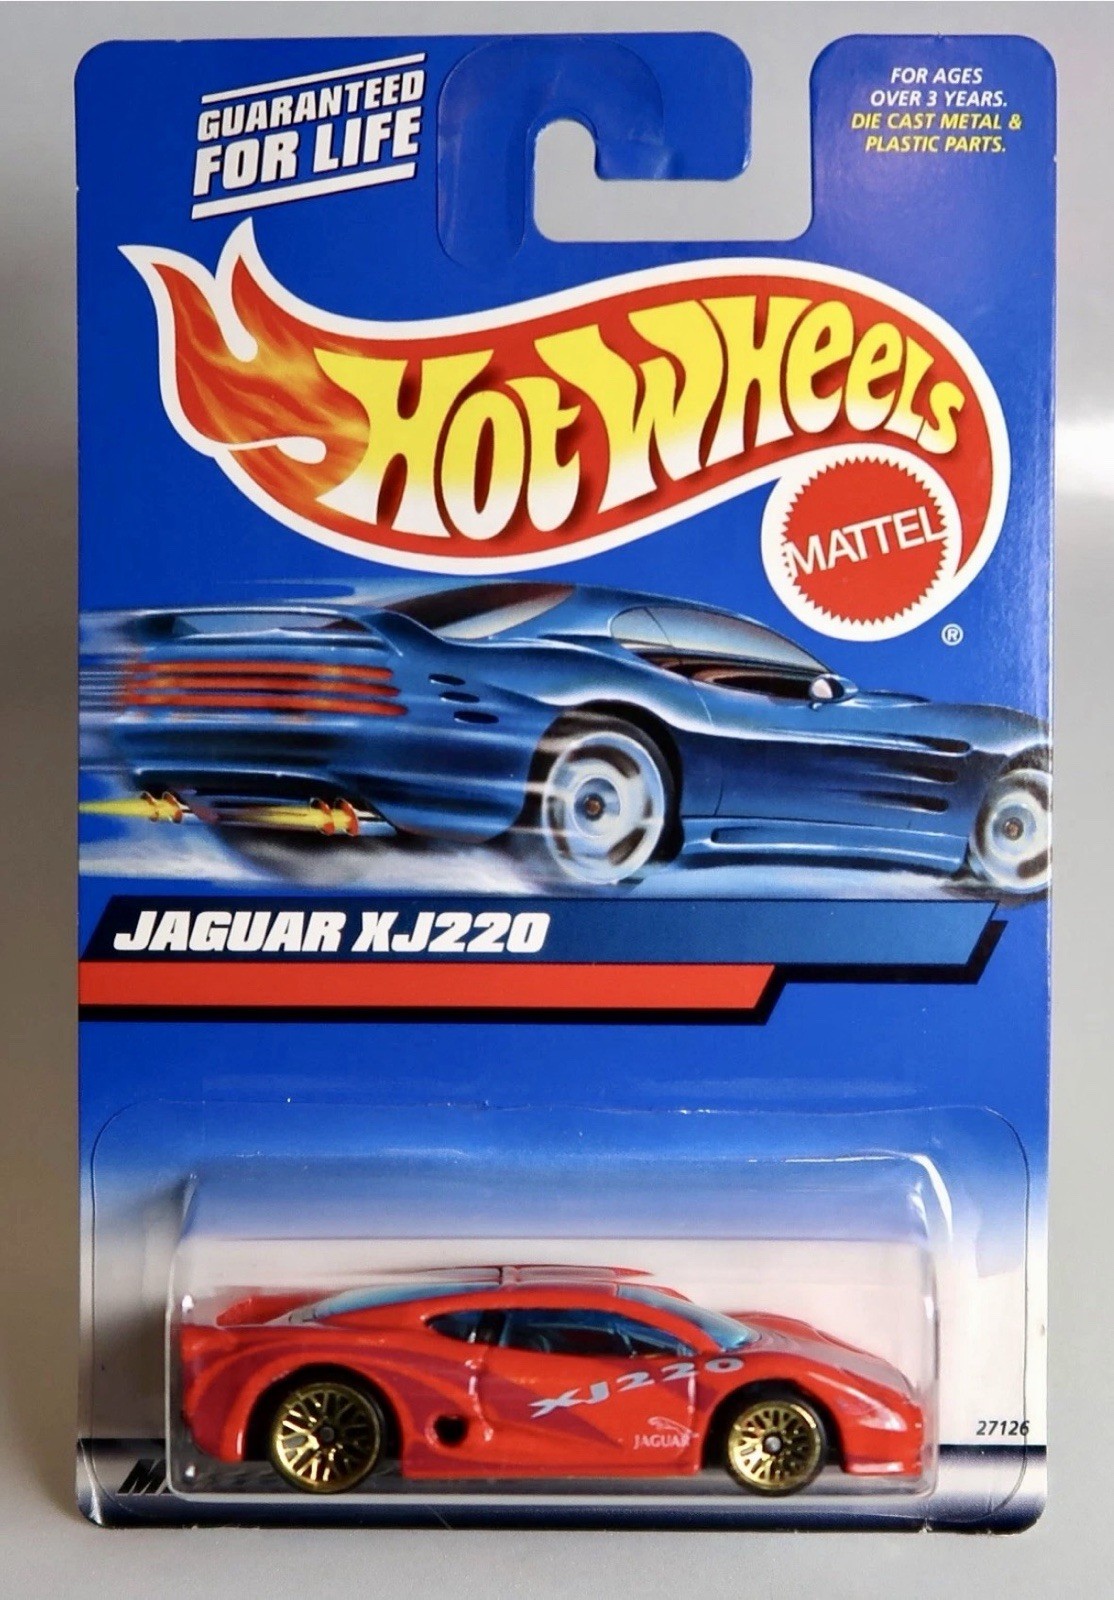 GUARANTEED
FOR LIFE
FOR AGES
OVER 3 YEARS.
DIE CAST METAL &
PLASTIC PARTS.
HOT WHEELS
MATTEL
®
JAGUAR XJ220
XJ220
JAGUAR
27126